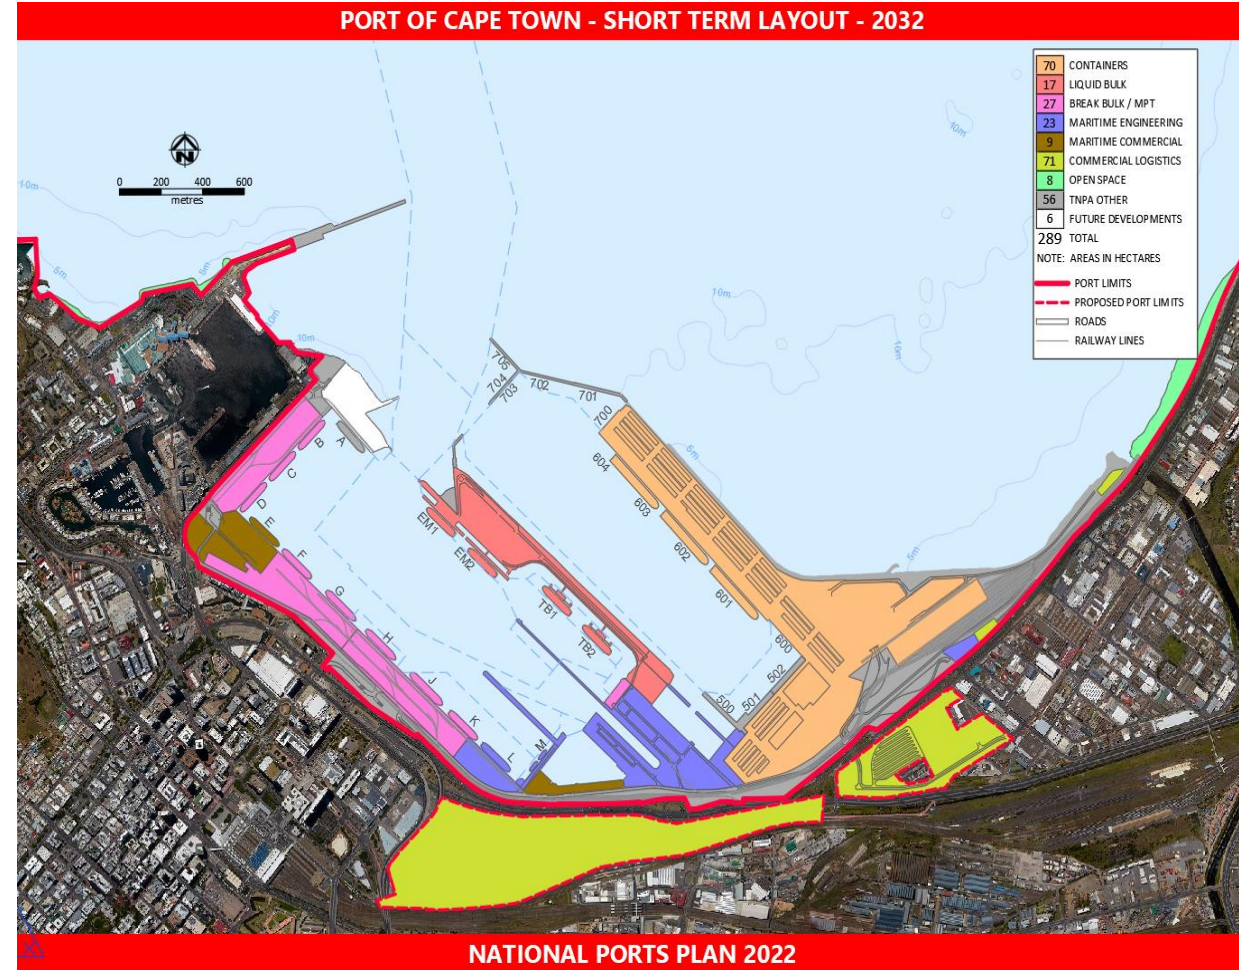 PORT OF CAPE TOWN - SHORT TERM LAYOUT - 2032
70 CONTAINERS
17 LIQUID BULK
27 BREAK BULK / MPT
23 MARITIME ENGINEERING
9 MARITIME COMMERCIAL
71 COMMERCIAL LOGISTICS
8 OPEN SPACE
56 TNPA OTHER
6 FUTURE DEVELOPMENTS
289 TOTAL
NOTE: AREAS IN HECTARES
PORT LIMITS
PROPOSED PORT LIMITS
ROADS
RAILWAY LINES
N
0 200 400 600
metres
10m
10m
5m
5m
10m
10m
10m
10m
5m
5m
705
704
703
702
701
700
604
603
602
601
600
502
501
500
A
B
C
D
E
F
G
H
J
K
L
M
EM1
EM2
TB1
TB2
NATIONAL PORTS PLAN 2022